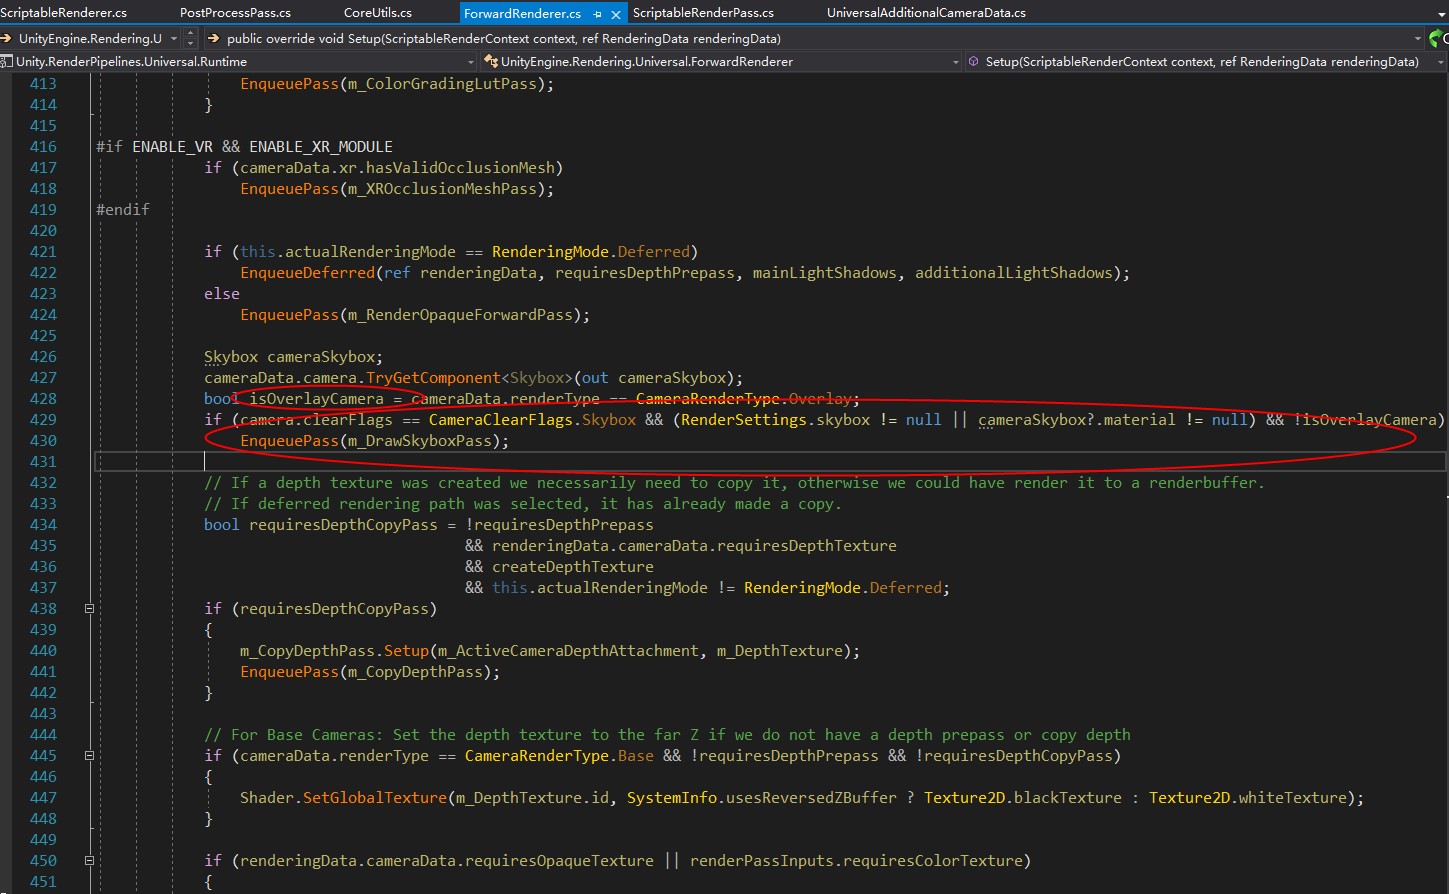 ScriptableRenderer.cs PostProcessPass.cs CoreUtils.cs ForwardRenderer.cs ScriptableRenderPass.cs UniversalAdditionalCameraData.cs
UnityEngine.Rendering.U public override void Setup(ScriptableRenderContext context, ref RenderingData renderingData)
Unity.RenderPipelines.Universal.Runtime UnityEngine.Rendering.Universal.ForwardRenderer Setup(ScriptableRenderContext context, ref RenderingData renderingData)
413 EnqueuePass(m_ColorGradingLutPass);
414 }
415
416 #if ENABLE_VR && ENABLE_XR_MODULE
417 if (cameraData.xr.hasValidOcclusionMesh)
418 EnqueuePass(m_XROcclusionMeshPass);
419 #endif
420
421 if (this.actualRenderingMode == RenderingMode.Deferred)
422 EnqueueDeferred(ref renderingData, requiresDepthPrepass, mainLightShadows, additionalLightShadows);
423 else
424 EnqueuePass(m_RenderOpaqueForwardPass);
425
426 Skybox cameraSkybox;
427 cameraData.camera.TryGetComponent<Skybox>(out cameraSkybox);
428 bool isOverlayCamera = cameraData.renderType == CameraRenderType.Overlay;
429 if (camera.clearFlags == CameraClearFlags.Skybox && (RenderSettings.skybox != null || cameraSkybox?.material != null) && !isOverlayCamera)
430 EnqueuePass(m_DrawSkyboxPass);
431
432 // If a depth texture was created we necessarily need to copy it, otherwise we could have render it to a renderbuffer.
433 // If deferred rendering path was selected, it has already made a copy.
434 bool requiresDepthCopyPass = !requiresDepthPrepass
435 && renderingData.cameraData.requiresDepthTexture
436 && createDepthTexture
437 && this.actualRenderingMode != RenderingMode.Deferred;
438 if (requiresDepthCopyPass)
439 {
440 m_CopyDepthPass.Setup(m_ActiveCameraDepthAttachment, m_DepthTexture);
441 EnqueuePass(m_CopyDepthPass);
442 }
443
444 // For Base Cameras: Set the depth texture to the far Z if we do not have a depth prepass or copy depth
445 if (cameraData.renderType == CameraRenderType.Base && !requiresDepthPrepass && !requiresDepthCopyPass)
446 {
447 Shader.SetGlobalTexture(m_DepthTexture.id, SystemInfo.usesReversedZBuffer ? Texture2D.blackTexture : Texture2D.whiteTexture);
448 }
449
450 if (renderingData.cameraData.requiresOpaqueTexture || renderPassInputs.requiresColorTexture)
451 {